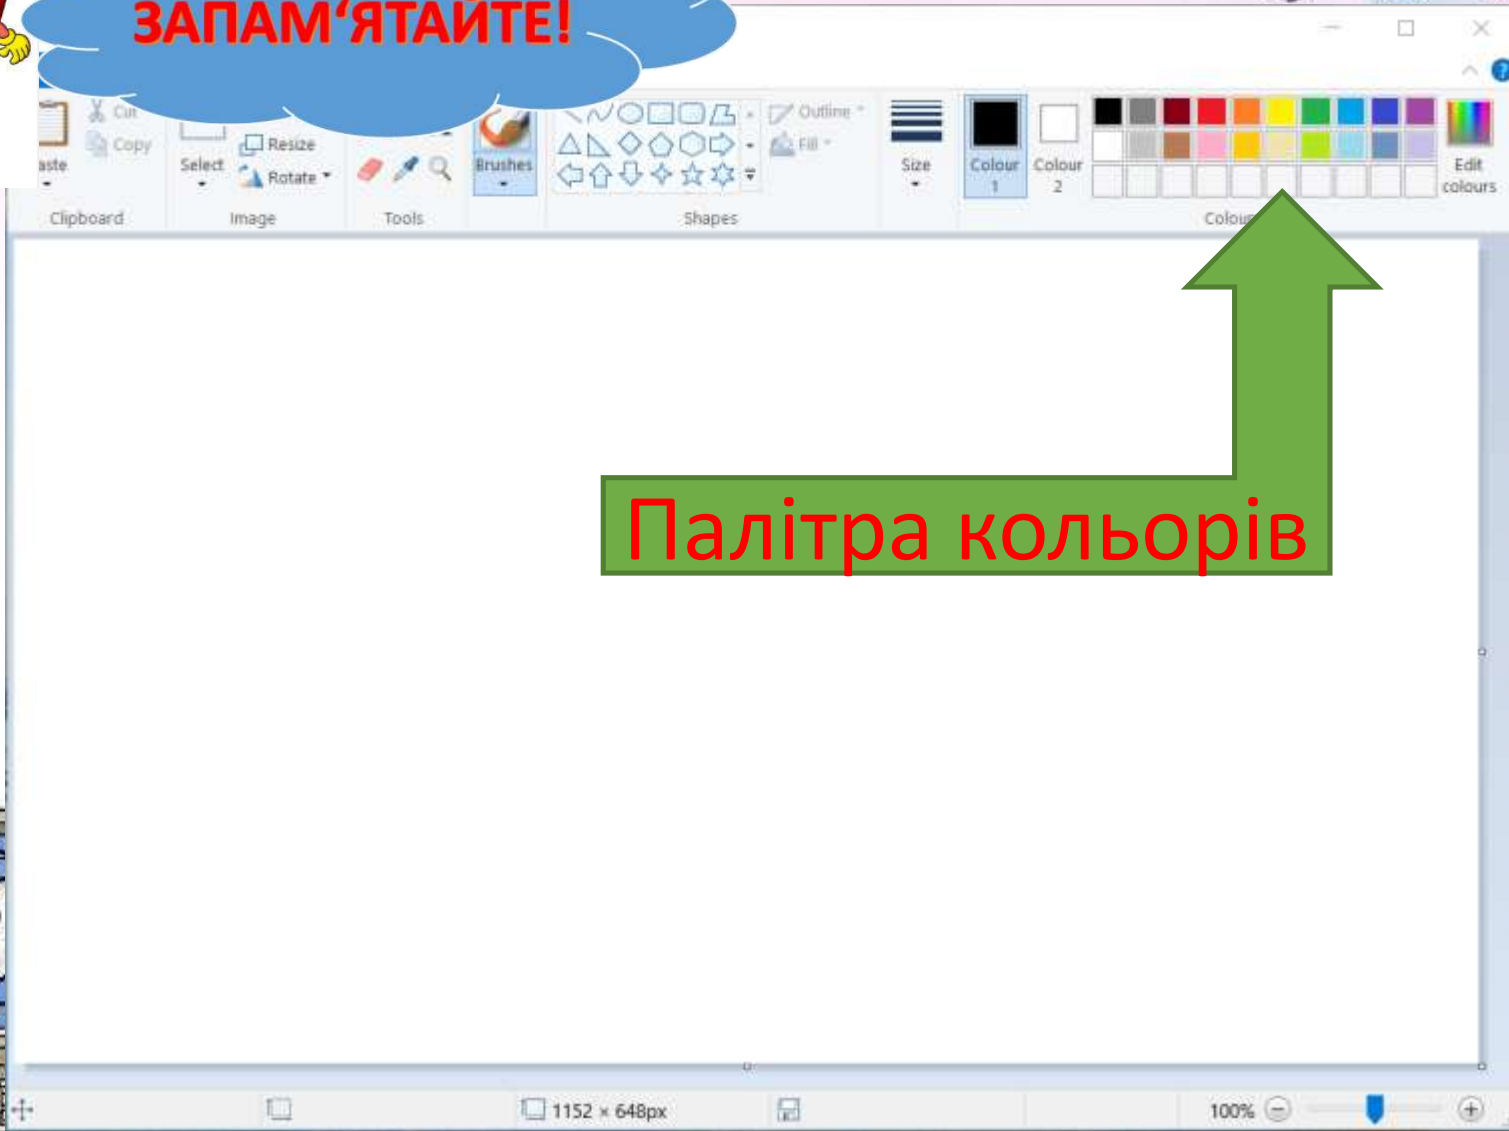 ЗАПАМ‘ЯТАЙТЕ!
Cut
Copy
aste
Select
Resize
Rotate
Brushes
Outline
Fill
Size
Colour 1
Colour 2
Edit colours
Clipboard
Image
Tools
Shapes
Палітра кольорів
1152 × 648px
100%